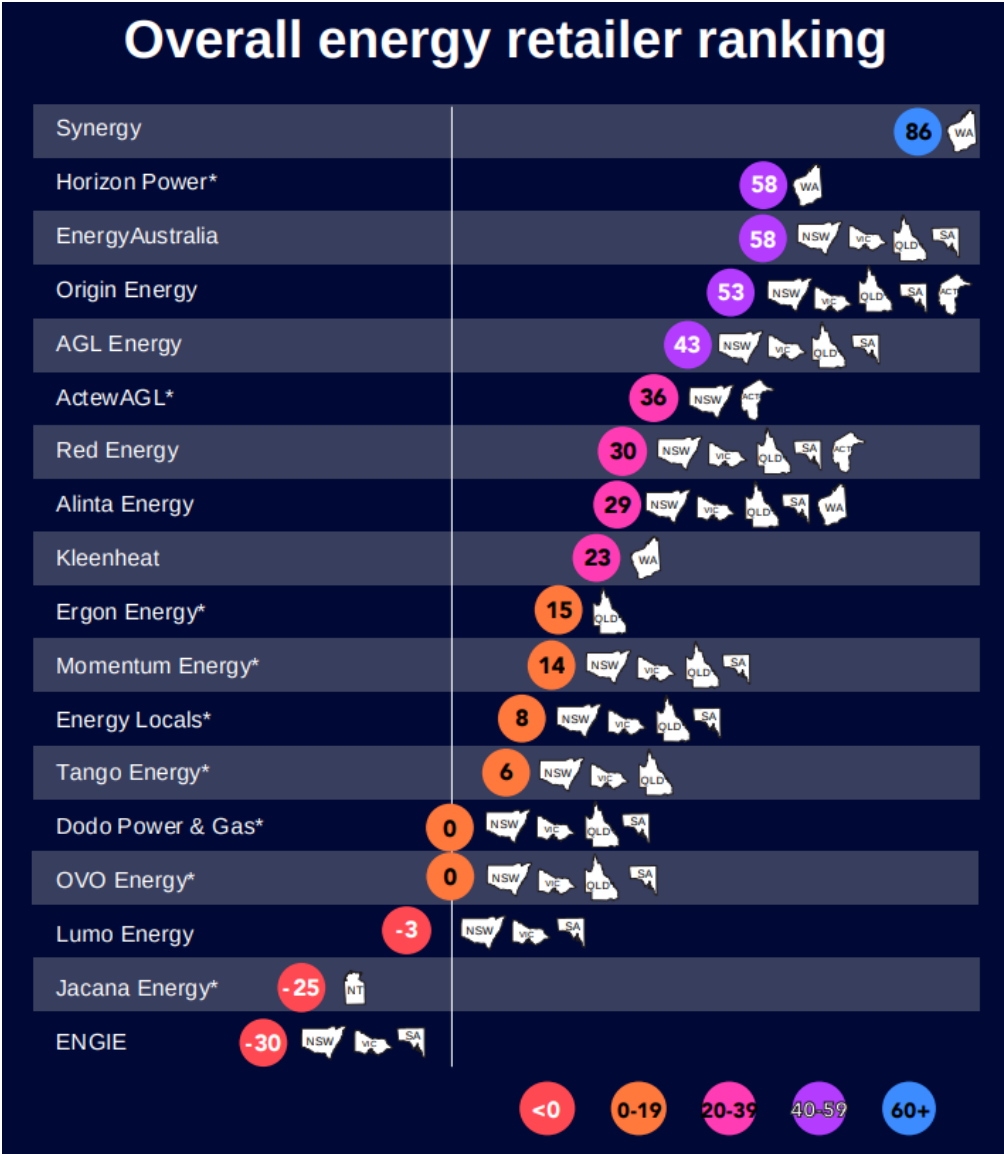 Overall energy retailer ranking
Synergy 86 WA
Horizon Power* 58 WA
EnergyAustralia 58 NSW VIC QLD SA
Origin Energy 53 NSW VIC QLD SA ACT
AGL Energy 43 NSW VIC QLD SA
ActewAGL* 36 NSW ACT
Red Energy 30 NSW VIC QLD SA ACT
Alinta Energy 29 NSW VIC QLD SA WA
Kleenheat 23 WA
Ergon Energy* 15 QLD
Momentum Energy* 14 NSW VIC QLD SA
Energy Locals* 8 NSW VIC QLD SA
Tango Energy* 6 NSW VIC QLD
Dodo Power & Gas* 0 NSW VIC QLD SA
OVO Energy* 0 NSW VIC QLD SA
Lumo Energy -3 NSW VIC SA
Jacana Energy* -25 NT
ENGIE -30 NSW VIC SA
<0 0-19 20-39 40-59 60+